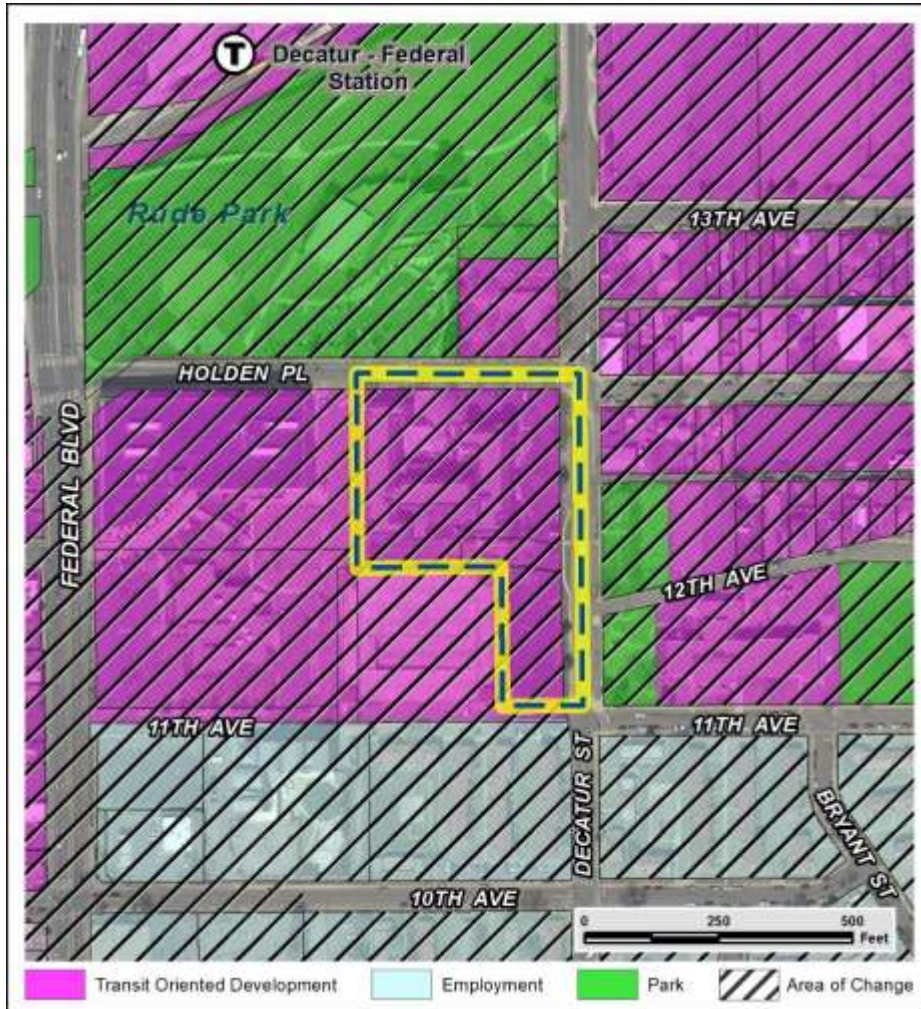 T
Decatur - Federal
Station
Rude Park
13TH AVE
HOLDEN PL
FEDERAL BLVD
12TH AVE
11TH AVE
11TH AVE
DECATUR ST
BRYANT ST
10TH AVE
0 250 500
Feet
Transit Oriented Development
Employment
Park
Area of Change